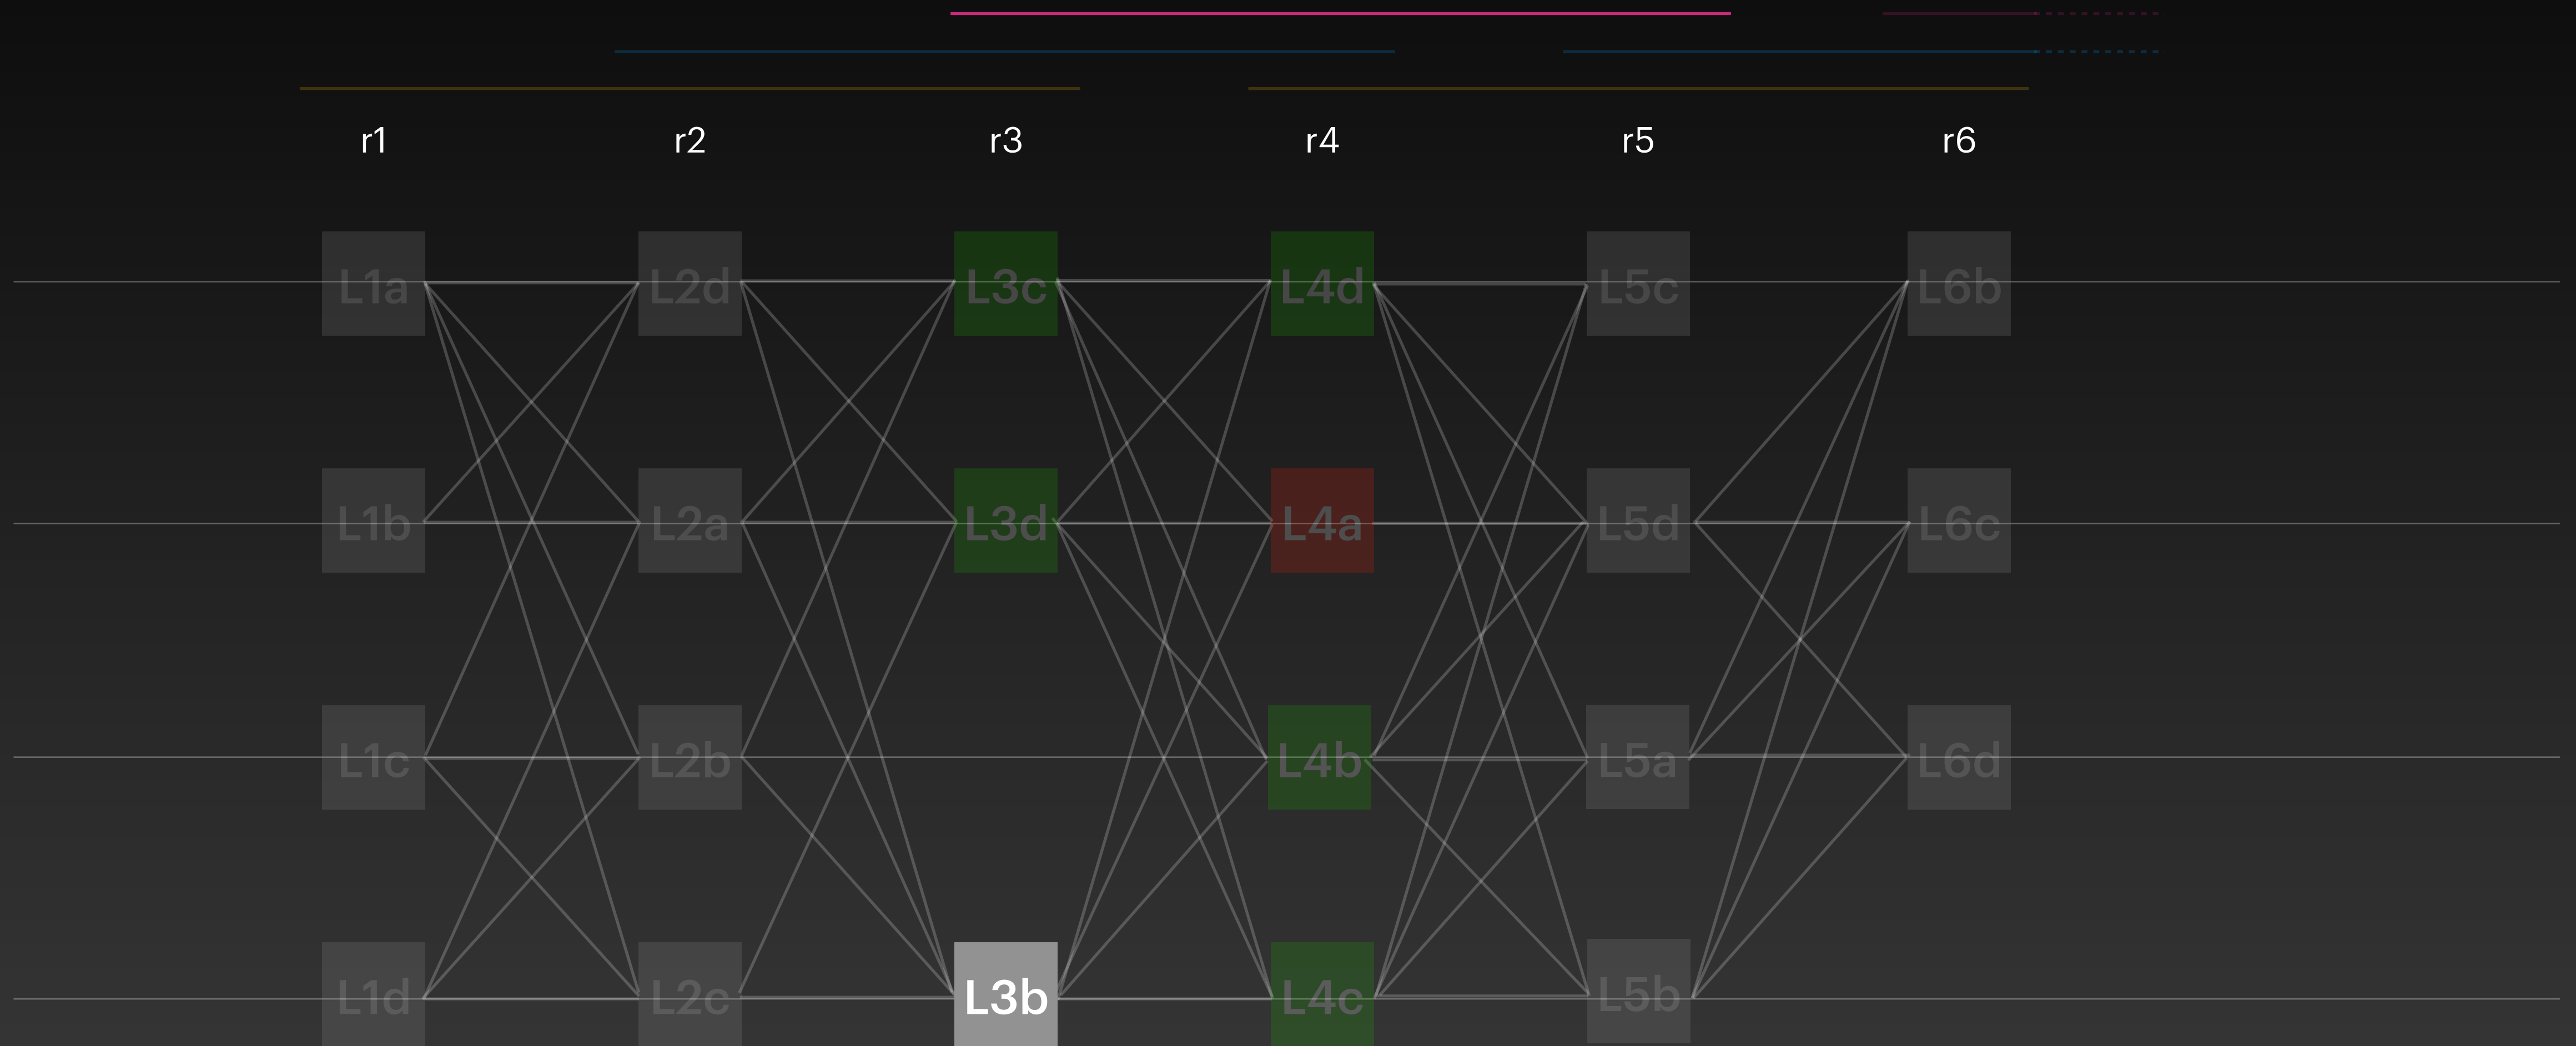 r1 r2 r3 r4 r5 r6
L1a L2d L3c L4d L5c L6b
L1b L2a L3d L4a L5d L6c
L1c L2b L4b L5a L6d
L1d L2c L3b L4c L5b